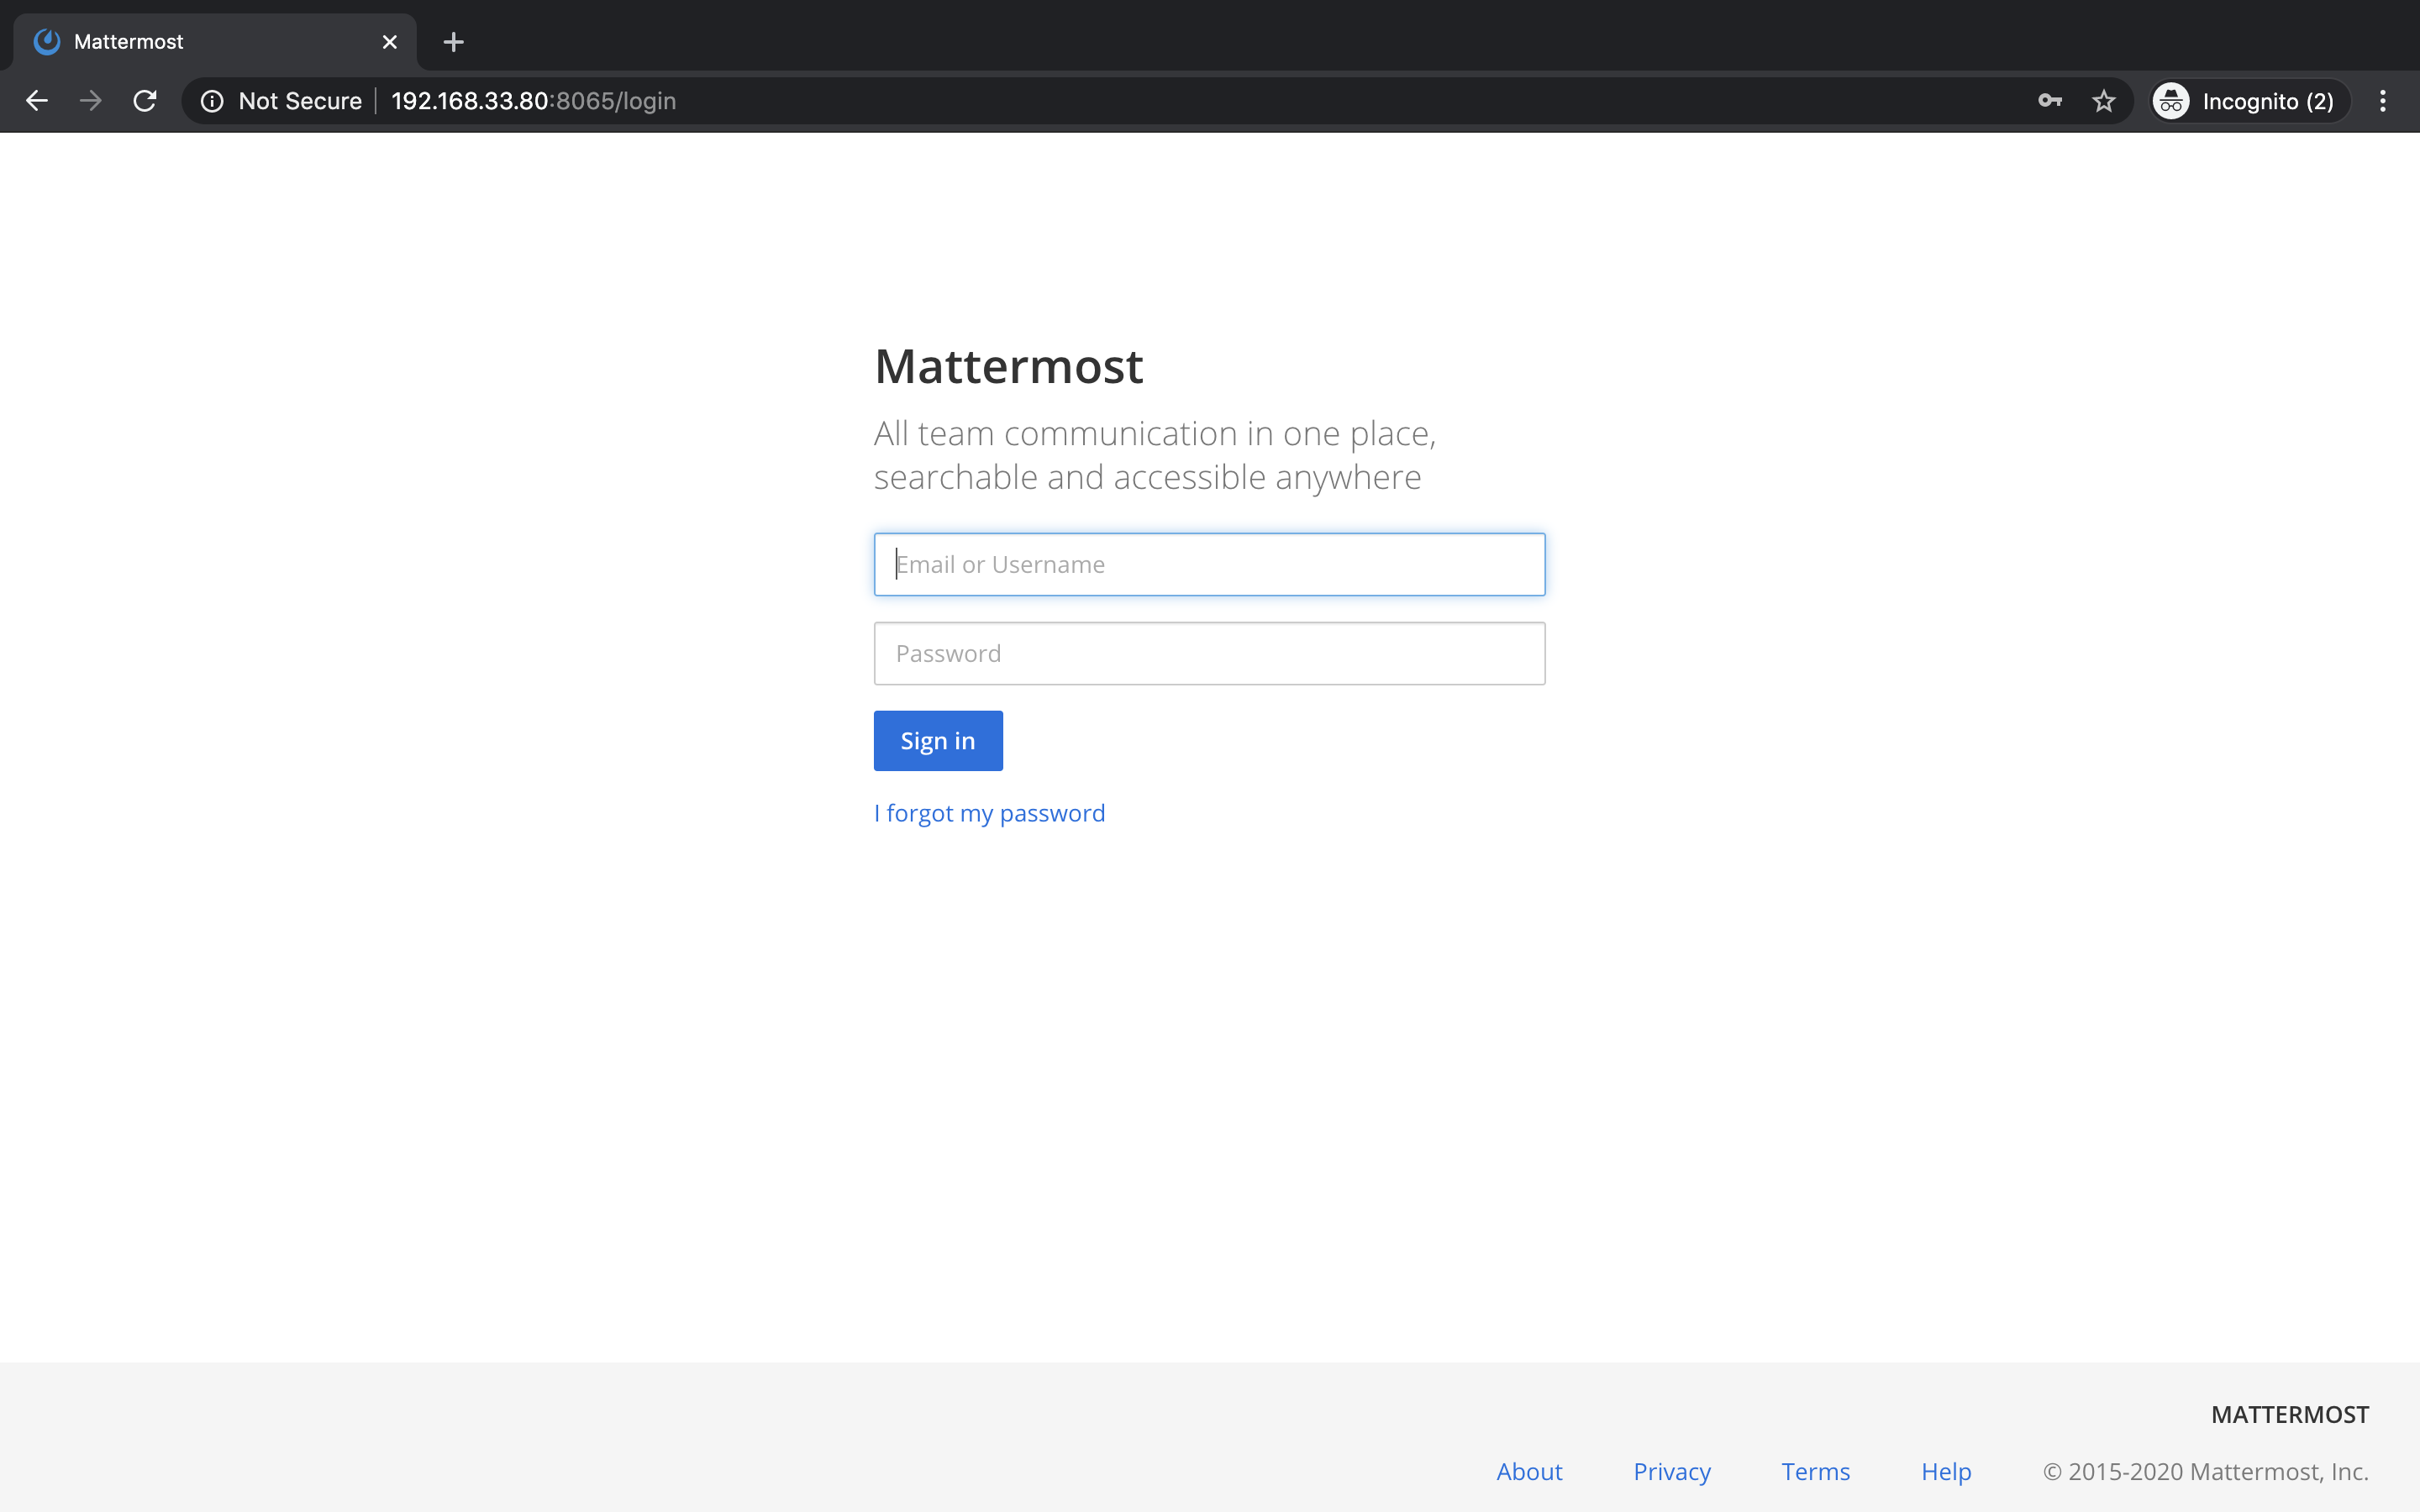 Mattermost
Not Secure 192.168.33.80:8065/login Incognito (2)
Mattermost
All team communication in one place,
searchable and accessible anywhere
Email or Username
Password
Sign in
I forgot my password
MATTERMOST
About Privacy Terms Help © 2015-2020 Mattermost, Inc.